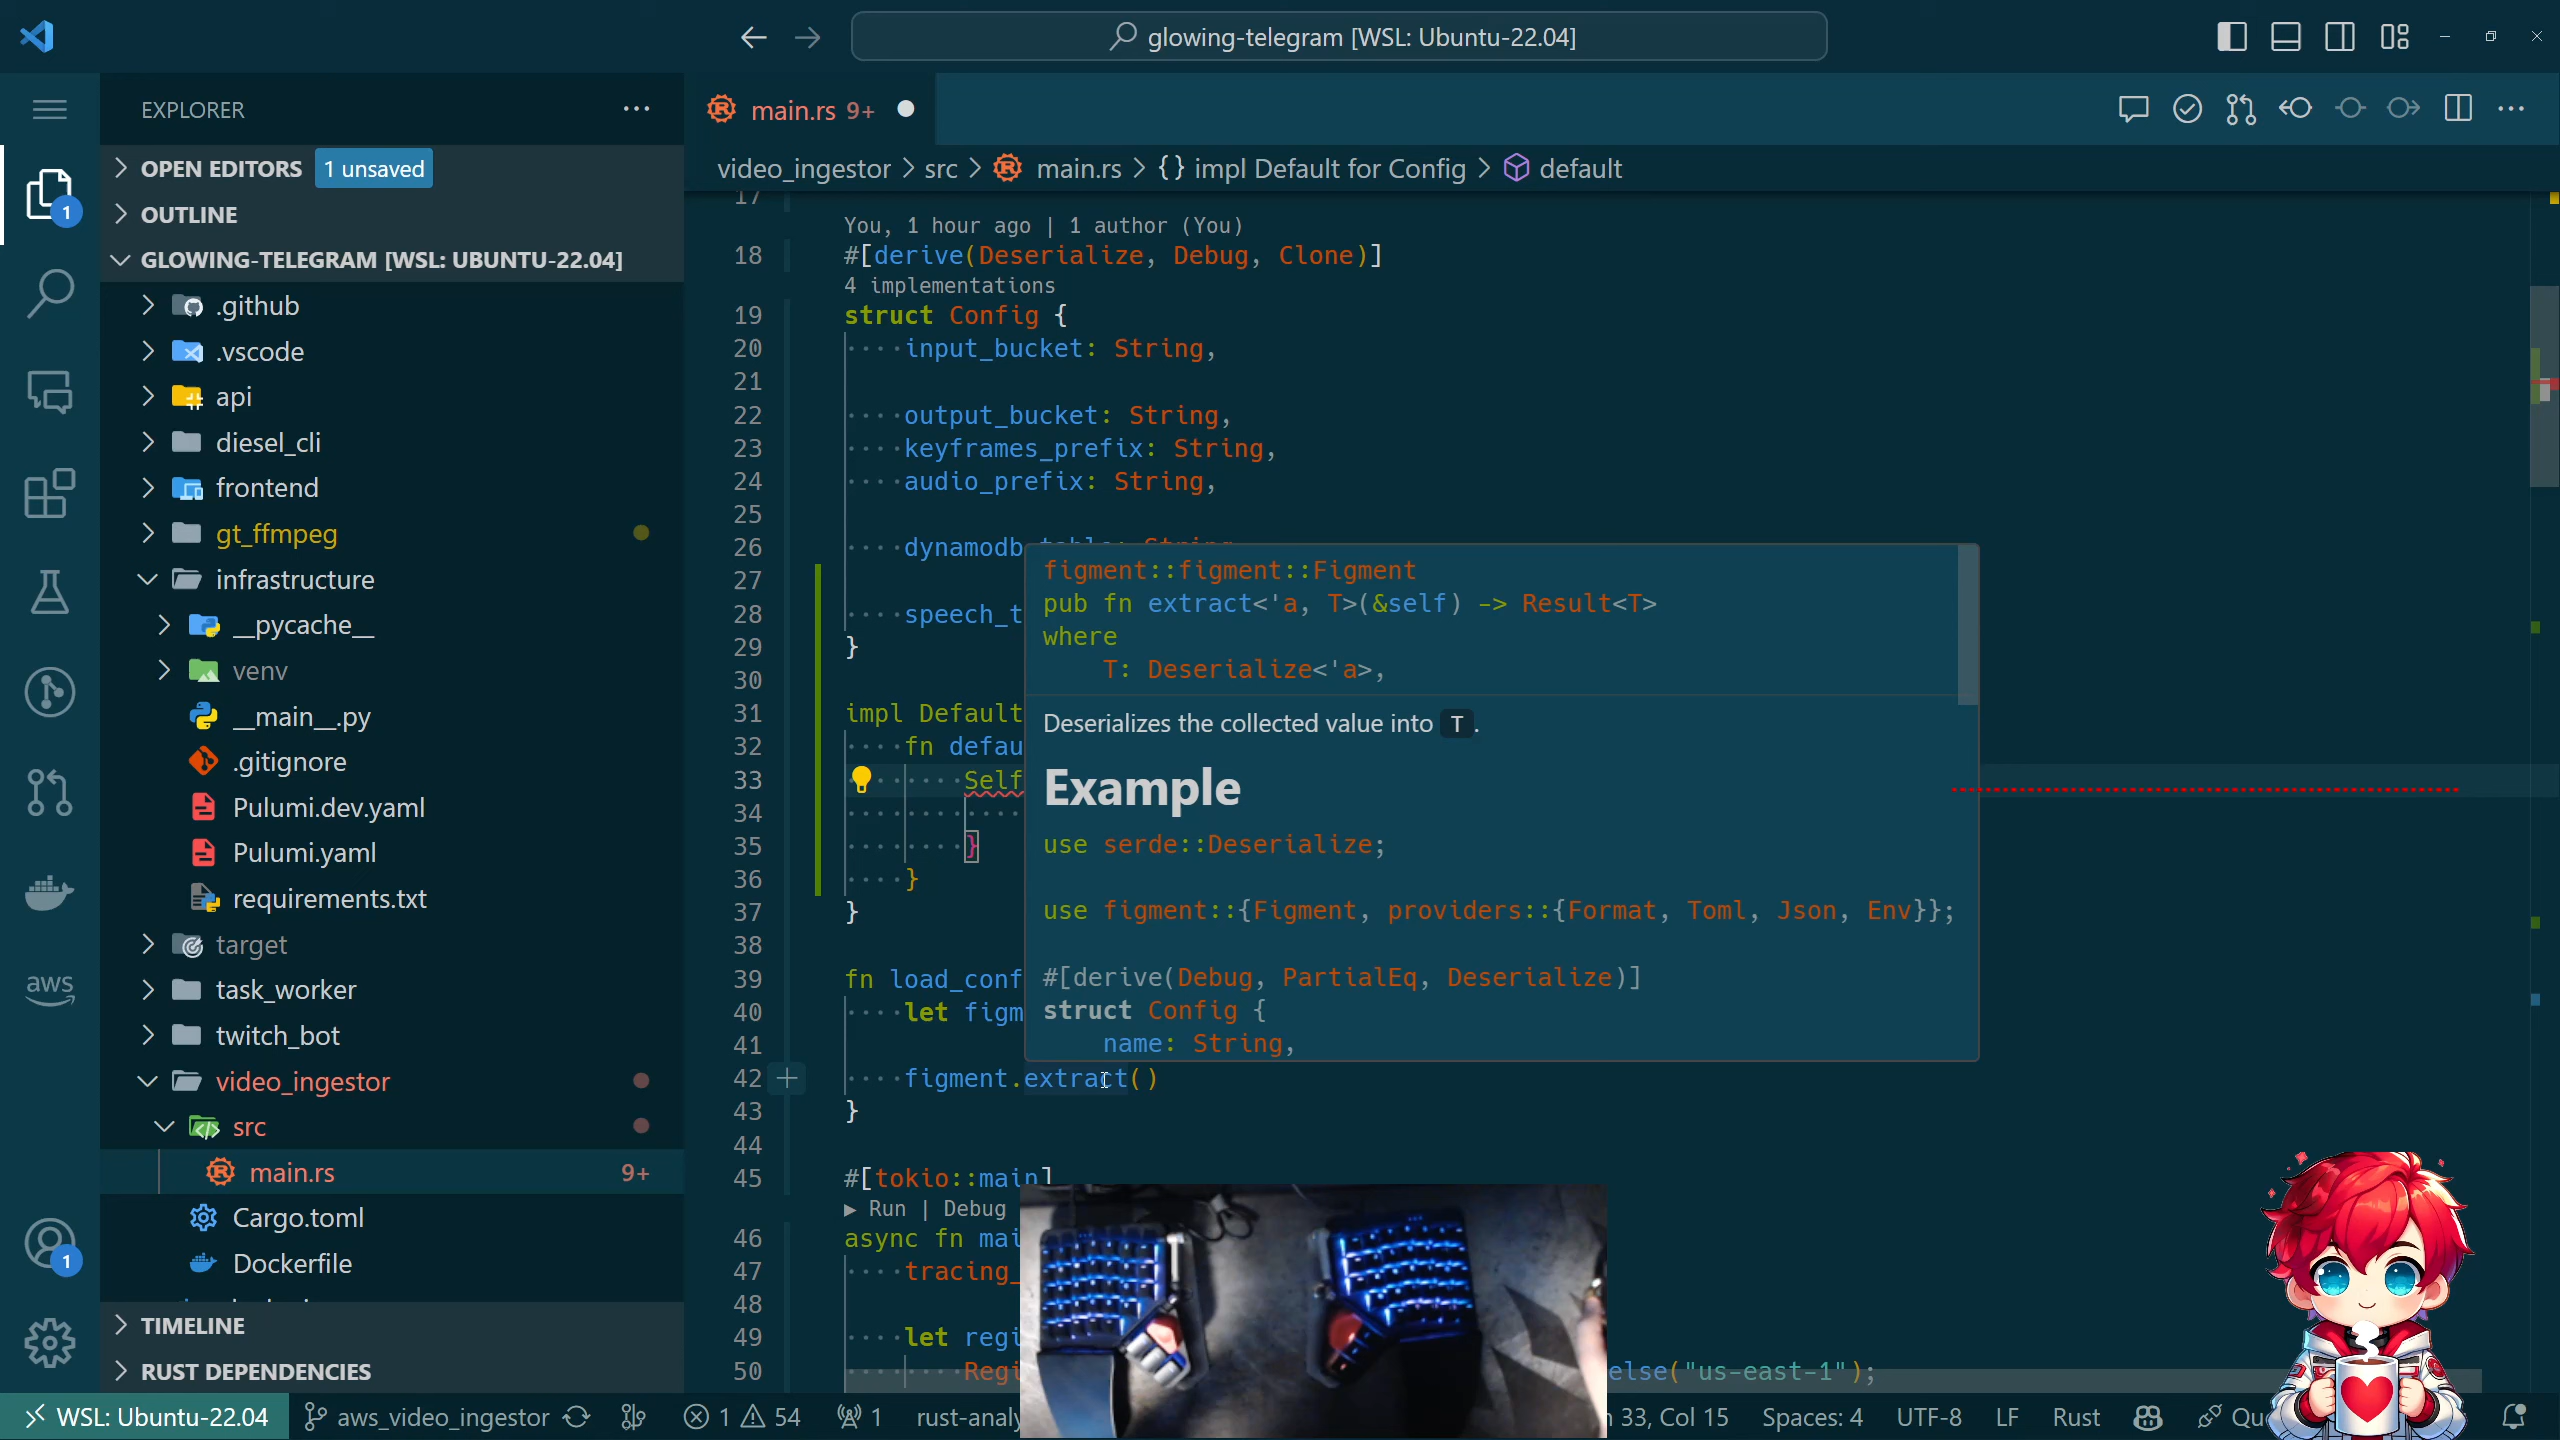 glowing-telegram [WSL: Ubuntu-22.04]
EXPLORER
OPEN EDITORS 1 unsaved
OUTLINE
GLOWING-TELEGRAM [WSL: UBUNTU-22.04]
.github
.vscode
api
diesel_cli
frontend
gt_ffmpeg
infrastructure
__pycache__
venv
__main__.py
.gitignore
Pulumi.dev.yaml
Pulumi.yaml
requirements.txt
target
task_worker
twitch_bot
video_ingestor
src
main.rs 9+
Cargo.toml
Dockerfile
TIMELINE
RUST DEPENDENCIES
1
aws
1
main.rs 9+
video_ingestor > src > main.rs > {} impl Default for Config > default
17
You, 1 hour ago | 1 author (You)
18 #[derive(Deserialize, Debug, Clone)]
4 implementations
19 struct Config {
20 ····input_bucket: String,
21
22 ····output_bucket: String,
23 ····keyframes_prefix: String,
24 ····audio_prefix: String,
25
26 ····dynamodb_table: String,
27
28 ····speech_t
29 }
30
31 impl Default
32 ····fn defau
33 ········Self
34 ············
35 ········}
36 ····}
37 }
38
39 fn load_conf
40 ····let figm
41
42 ····figment.extract()
43 }
44
45 #[tokio::main]
▶ Run | Debug
46 async fn mai
47 ····tracing_
48
49 ····let regi
50 ········Regi else("us-east-1");
figment::figment::Figment
pub fn extract<'a, T>(&self) -> Result<T>
where
T: Deserialize<'a>,
Deserializes the collected value into T.
Example
use serde::Deserialize;
use figment::{Figment, providers::{Format, Toml, Json, Env}};
#[derive(Debug, PartialEq, Deserialize)]
struct Config {
name: String,
WSL: Ubuntu-22.04 aws_video_ingestor 1 54 1 rust-analy 33, Col 15 Spaces: 4 UTF-8 LF Rust Qu